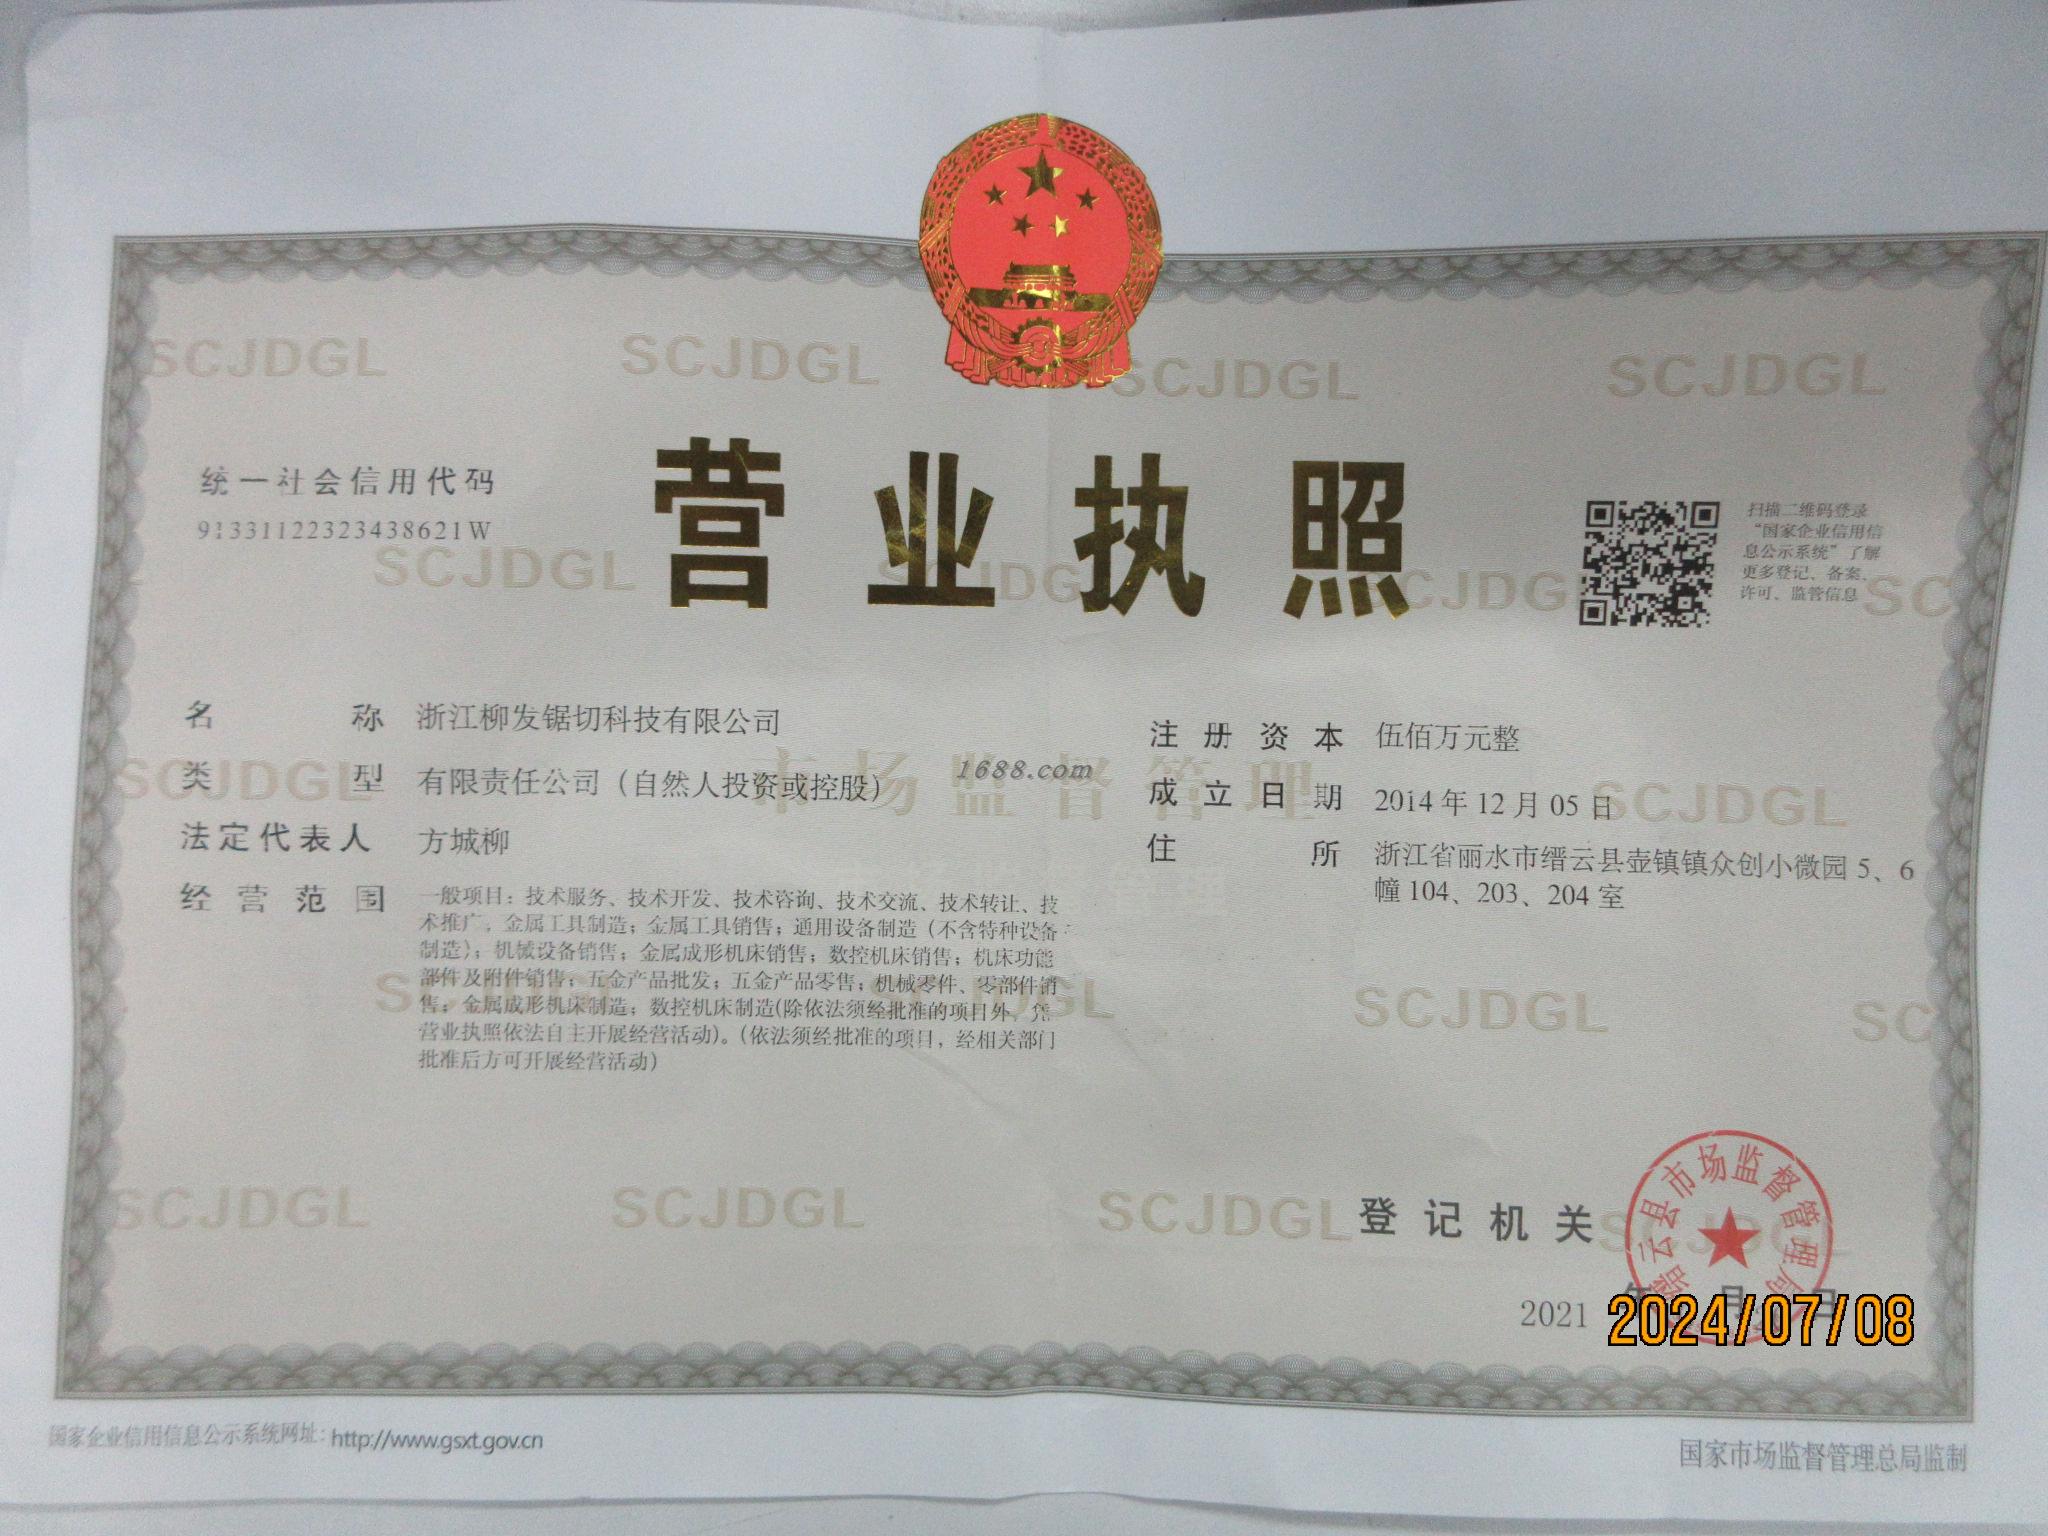 SCJDGL SCJDGL SCJDGL SCJDGL
统一社会信用代码
91331122323438621W
营业执照
扫描二维码登录
“国家企业信用信
息公示系统”了解
更多登记、备案、
许可、监管信息
SCJDGL SCJDGL SC
名称 浙江柳发锯切科技有限公司
类型 有限责任公司（自然人投资或控股）
法定代表人 方城柳
经营范围 一般项目：技术服务、技术开发、技术咨询、技术交流、技术转让、技
术推广，金属工具制造；金属工具销售；通用设备制造（不含特种设备
制造）；机械设备销售；金属成形机床销售；数控机床销售；机床功能
部件及附件销售；五金产品批发；五金产品零售；机械零件、零部件销
售；金属成形机床制造；数控机床制造(除依法须经批准的项目外，凭
营业执照依法自主开展经营活动)。(依法须经批准的项目，经相关部门
批准后方可开展经营活动)
1688.com
市场监督管理
注册资本 伍佰万元整
成立日期 2014年12月05日
住所 浙江省丽水市缙云县壶镇镇众创小微园5、6
幢104、203、204室
SCJDGL SCJDGL
SCJDGL SC
SCJDGL SCJDGL SCJDGL
登记机关
缙云县市场监督管理局
2021 年 月 日
2024/07/08
国家企业信用信息公示系统网址：http://www.gsxt.gov.cn
国家市场监督管理总局监制